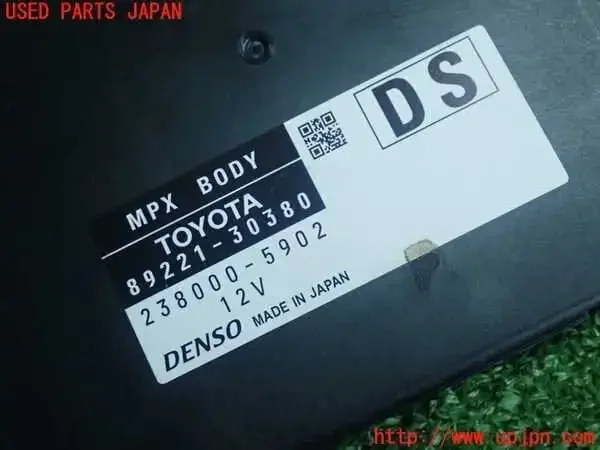 USED PARTS JAPAN
DS
MPX BODY
TOYOTA
89221-30380
238000-5902
12V
DENSO MADE IN JAPAN
http://www.upjpn.com/